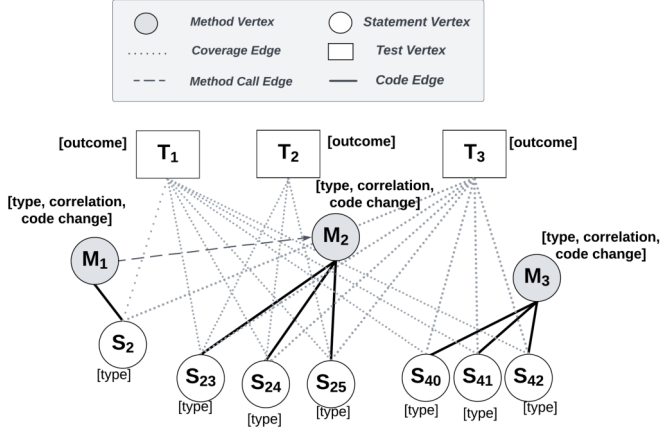 Method Vertex
Statement Vertex
Coverage Edge
Test Vertex
Method Call Edge
Code Edge
[outcome]
T1
T2
[outcome]
T3
[outcome]
[type, correlation,
code change]
[type, correlation,
code change]
[type, correlation,
code change]
M1
M2
M3
S2
[type]
S23
S24
S25
S40
S41
S42
[type]
[type]
[type]
[type]
[type]
[type]